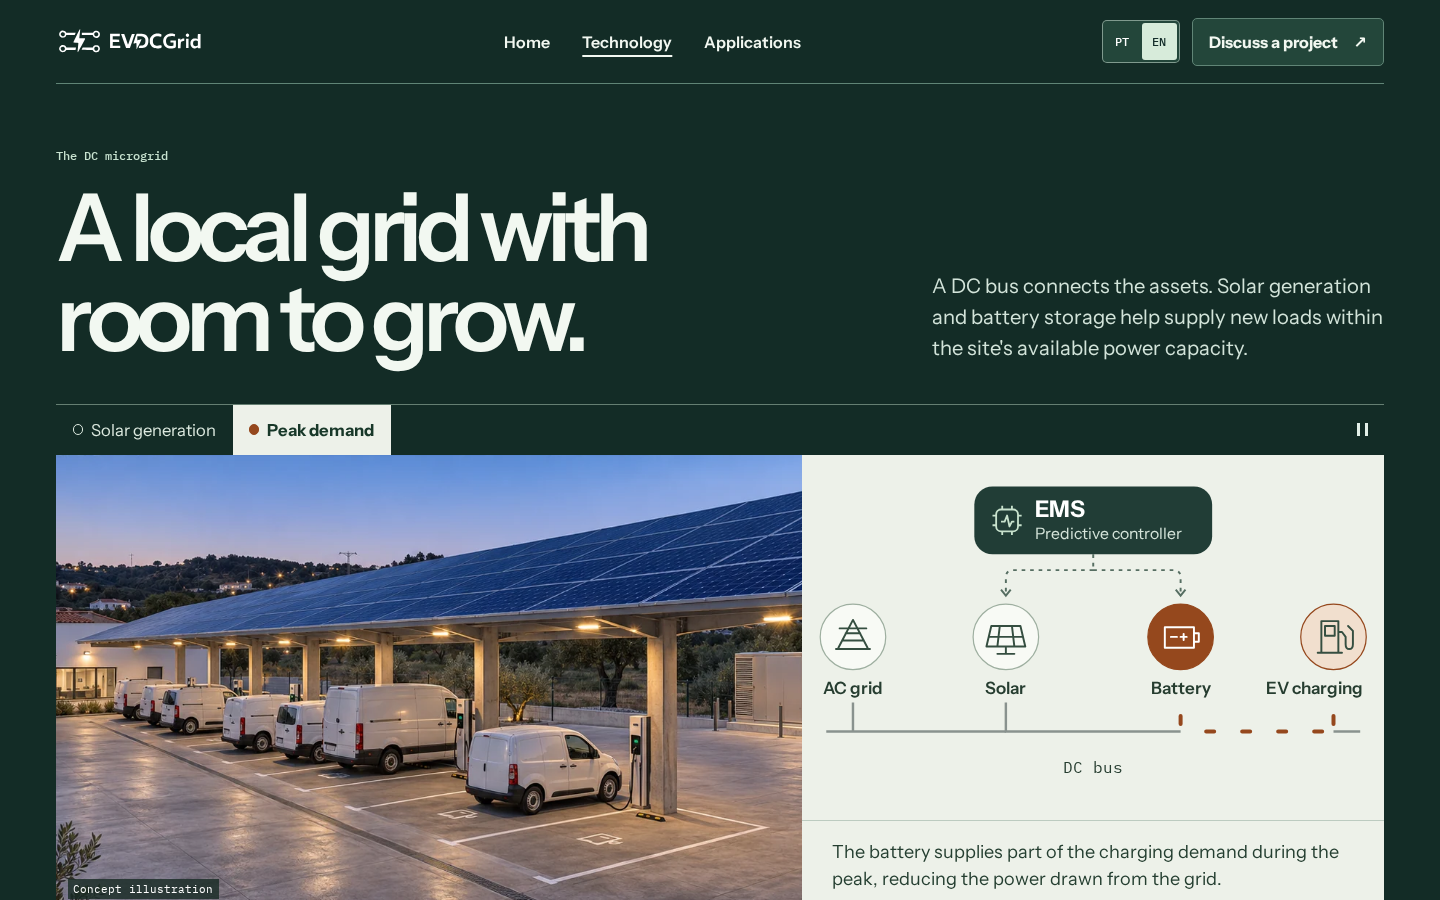 EVDCGrid
Home
Technology
Applications
PT
EN
Discuss a project ↗
The DC microgrid
A local grid with
room to grow.
A DC bus connects the assets. Solar generation
and battery storage help supply new loads within
the site's available power capacity.
Solar generation
Peak demand
EMS
Predictive controller
AC grid
Solar
Battery
EV charging
DC bus
Concept illustration
The battery supplies part of the charging demand during the
peak, reducing the power drawn from the grid.